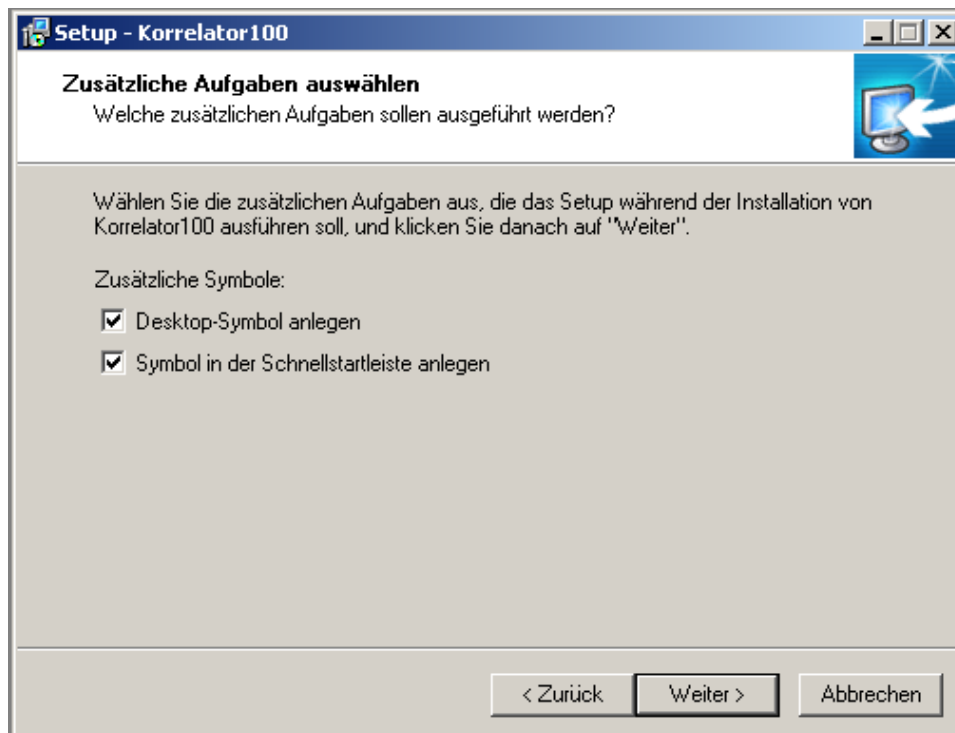 Setup - Korrelator100
Zusätzliche Aufgaben auswählen
Welche zusätzlichen Aufgaben sollen ausgeführt werden?
Wählen Sie die zusätzlichen Aufgaben aus, die das Setup während der Installation von
Korrelator100 ausführen soll, und klicken Sie danach auf "Weiter".
Zusätzliche Symbole:
Desktop-Symbol anlegen
Symbol in der Schnellstartleiste anlegen
< Zurück Weiter > Abbrechen